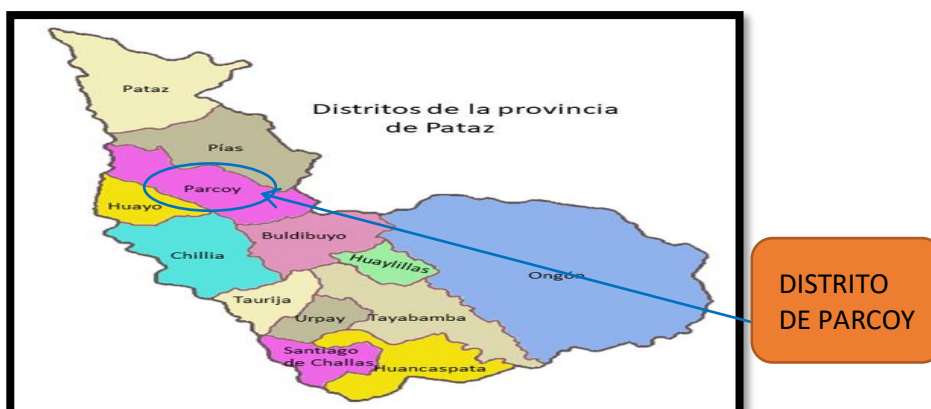 Distritos de la provincia
de Pataz
Pataz
Pías
Parcoy
Huayo
Buldibuyo
Chillia
Huaylillas
Ongón
Taurija
Urpay
Tayabamba
Santiago
de Challas
Huancaspata
DISTRITO
DE PARCOY